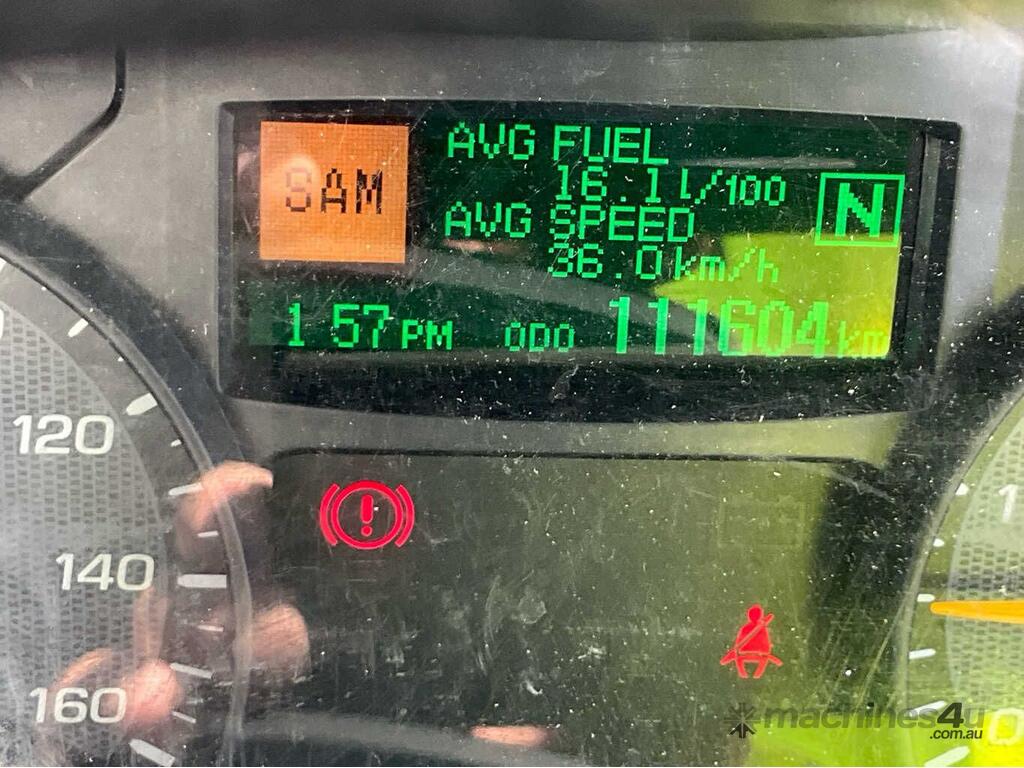 SAM
AVG FUEL
16.1 l/100
AVG SPEED
36.0 km/h
N
1 57 PM ODO 111604 km
120
140
160
machines4u
.com.au